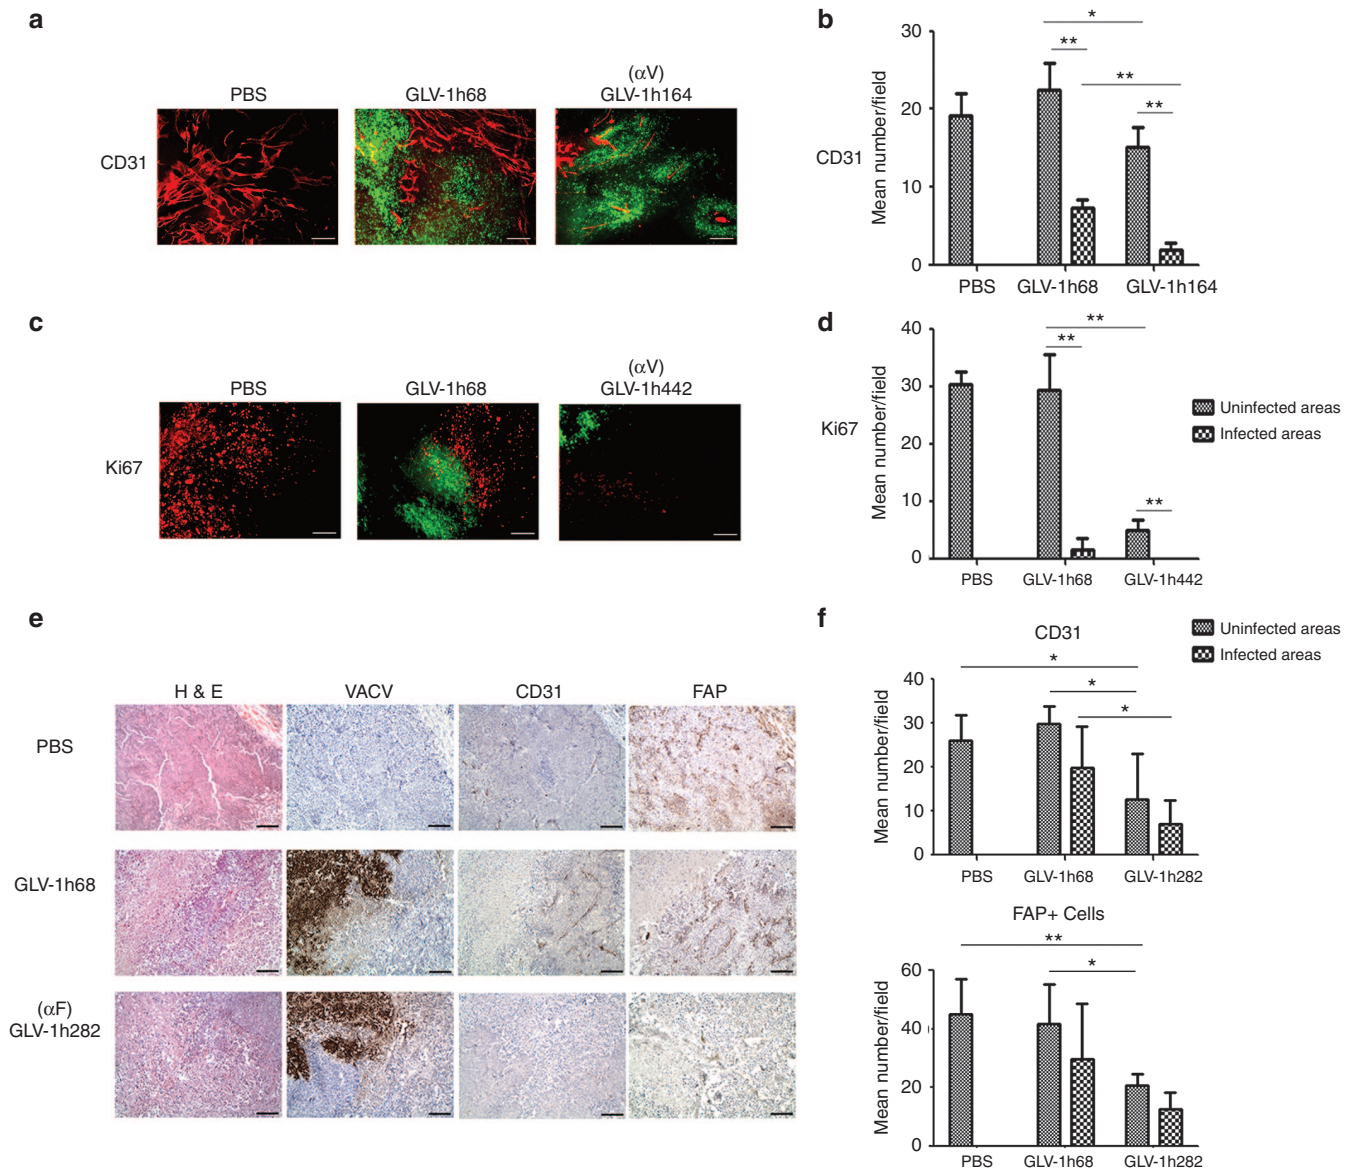 a
PBS
GLV-1h68
(αV)
GLV-1h164
CD31
b
30
20
10
0
Mean number/field
CD31
*
**
**
**
PBS
GLV-1h68
GLV-1h164
c
PBS
GLV-1h68
(αV)
GLV-1h442
Ki67
d
40
30
20
10
0
Mean number/field
Ki67
**
**
**
PBS
GLV-1h68
GLV-1h442
Uninfected areas
Infected areas
e
H & E
VACV
CD31
FAP
PBS
GLV-1h68
(αF)
GLV-1h282
f
Uninfected areas
Infected areas
CD31
40
30
20
10
0
Mean number/field
*
*
*
PBS
GLV-1h68
GLV-1h282
FAP+ Cells
60
40
20
0
Mean number/field
**
*
PBS
GLV-1h68
GLV-1h282